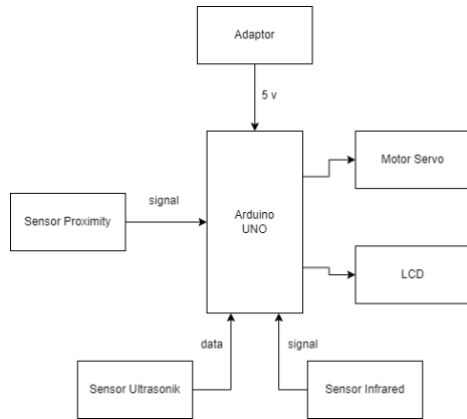 Adaptor
5 v
Motor Servo
signal
Sensor Proximity
Arduino
UNO
LCD
data
signal
Sensor Ultrasonik
Sensor Infrared